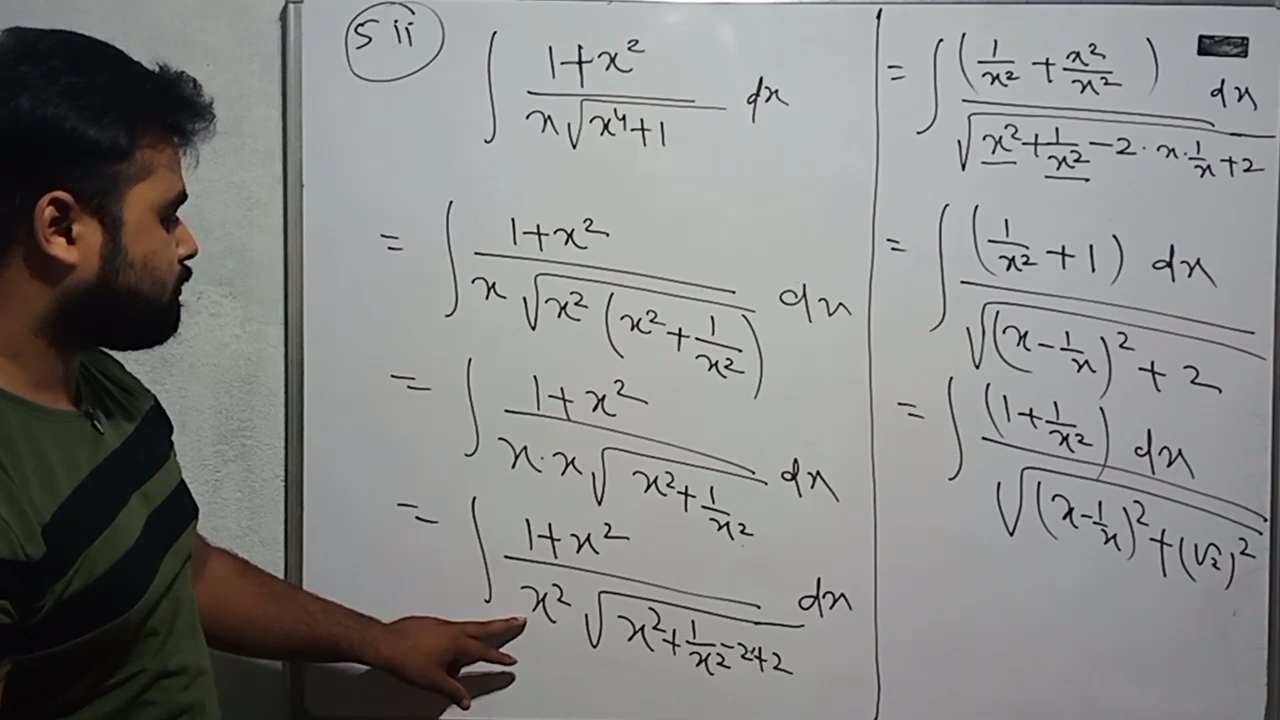 5 ii
∫ (1+x²)/(x√(x⁴+1)) dx
= ∫ (1+x²)/(x√(x²(x²+1/x²))) dx
= ∫ (1+x²)/(x·x√(x²+1/x²)) dx
= ∫ (1+x²)/(x²√(x²+1/x²-2+2)) dx
= ∫ (1/x²+x²/x²)/√(x²+1/x²-2·x·1/x+2) dx
= ∫ (1/x²+1) dx/√((x-1/x)²+2)
= ∫ (1+1/x²) dx/√((x-1/x)²+(√2)²)